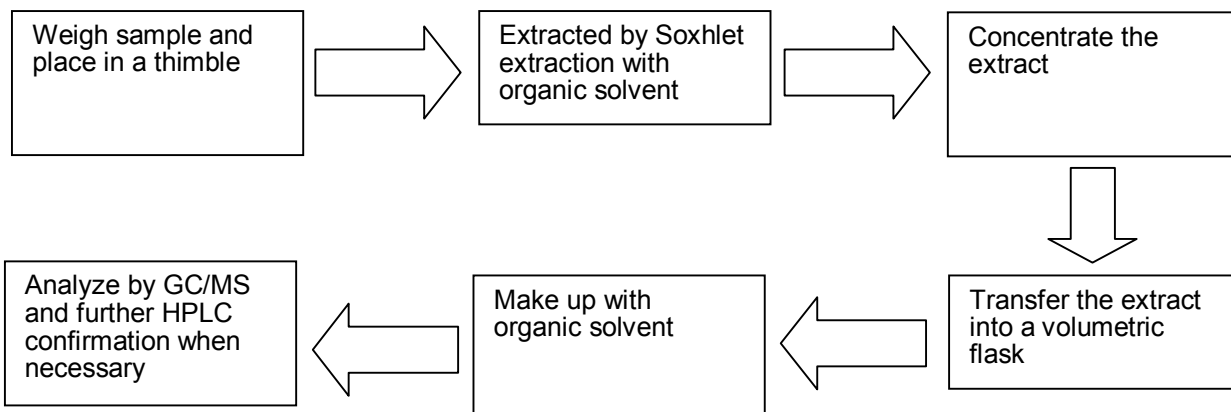 Weigh sample and
place in a thimble
Extracted by Soxhlet
extraction with
organic solvent
Concentrate the
extract
Transfer the extract
into a volumetric
flask
Make up with
organic solvent
Analyze by GC/MS
and further HPLC
confirmation when
necessary